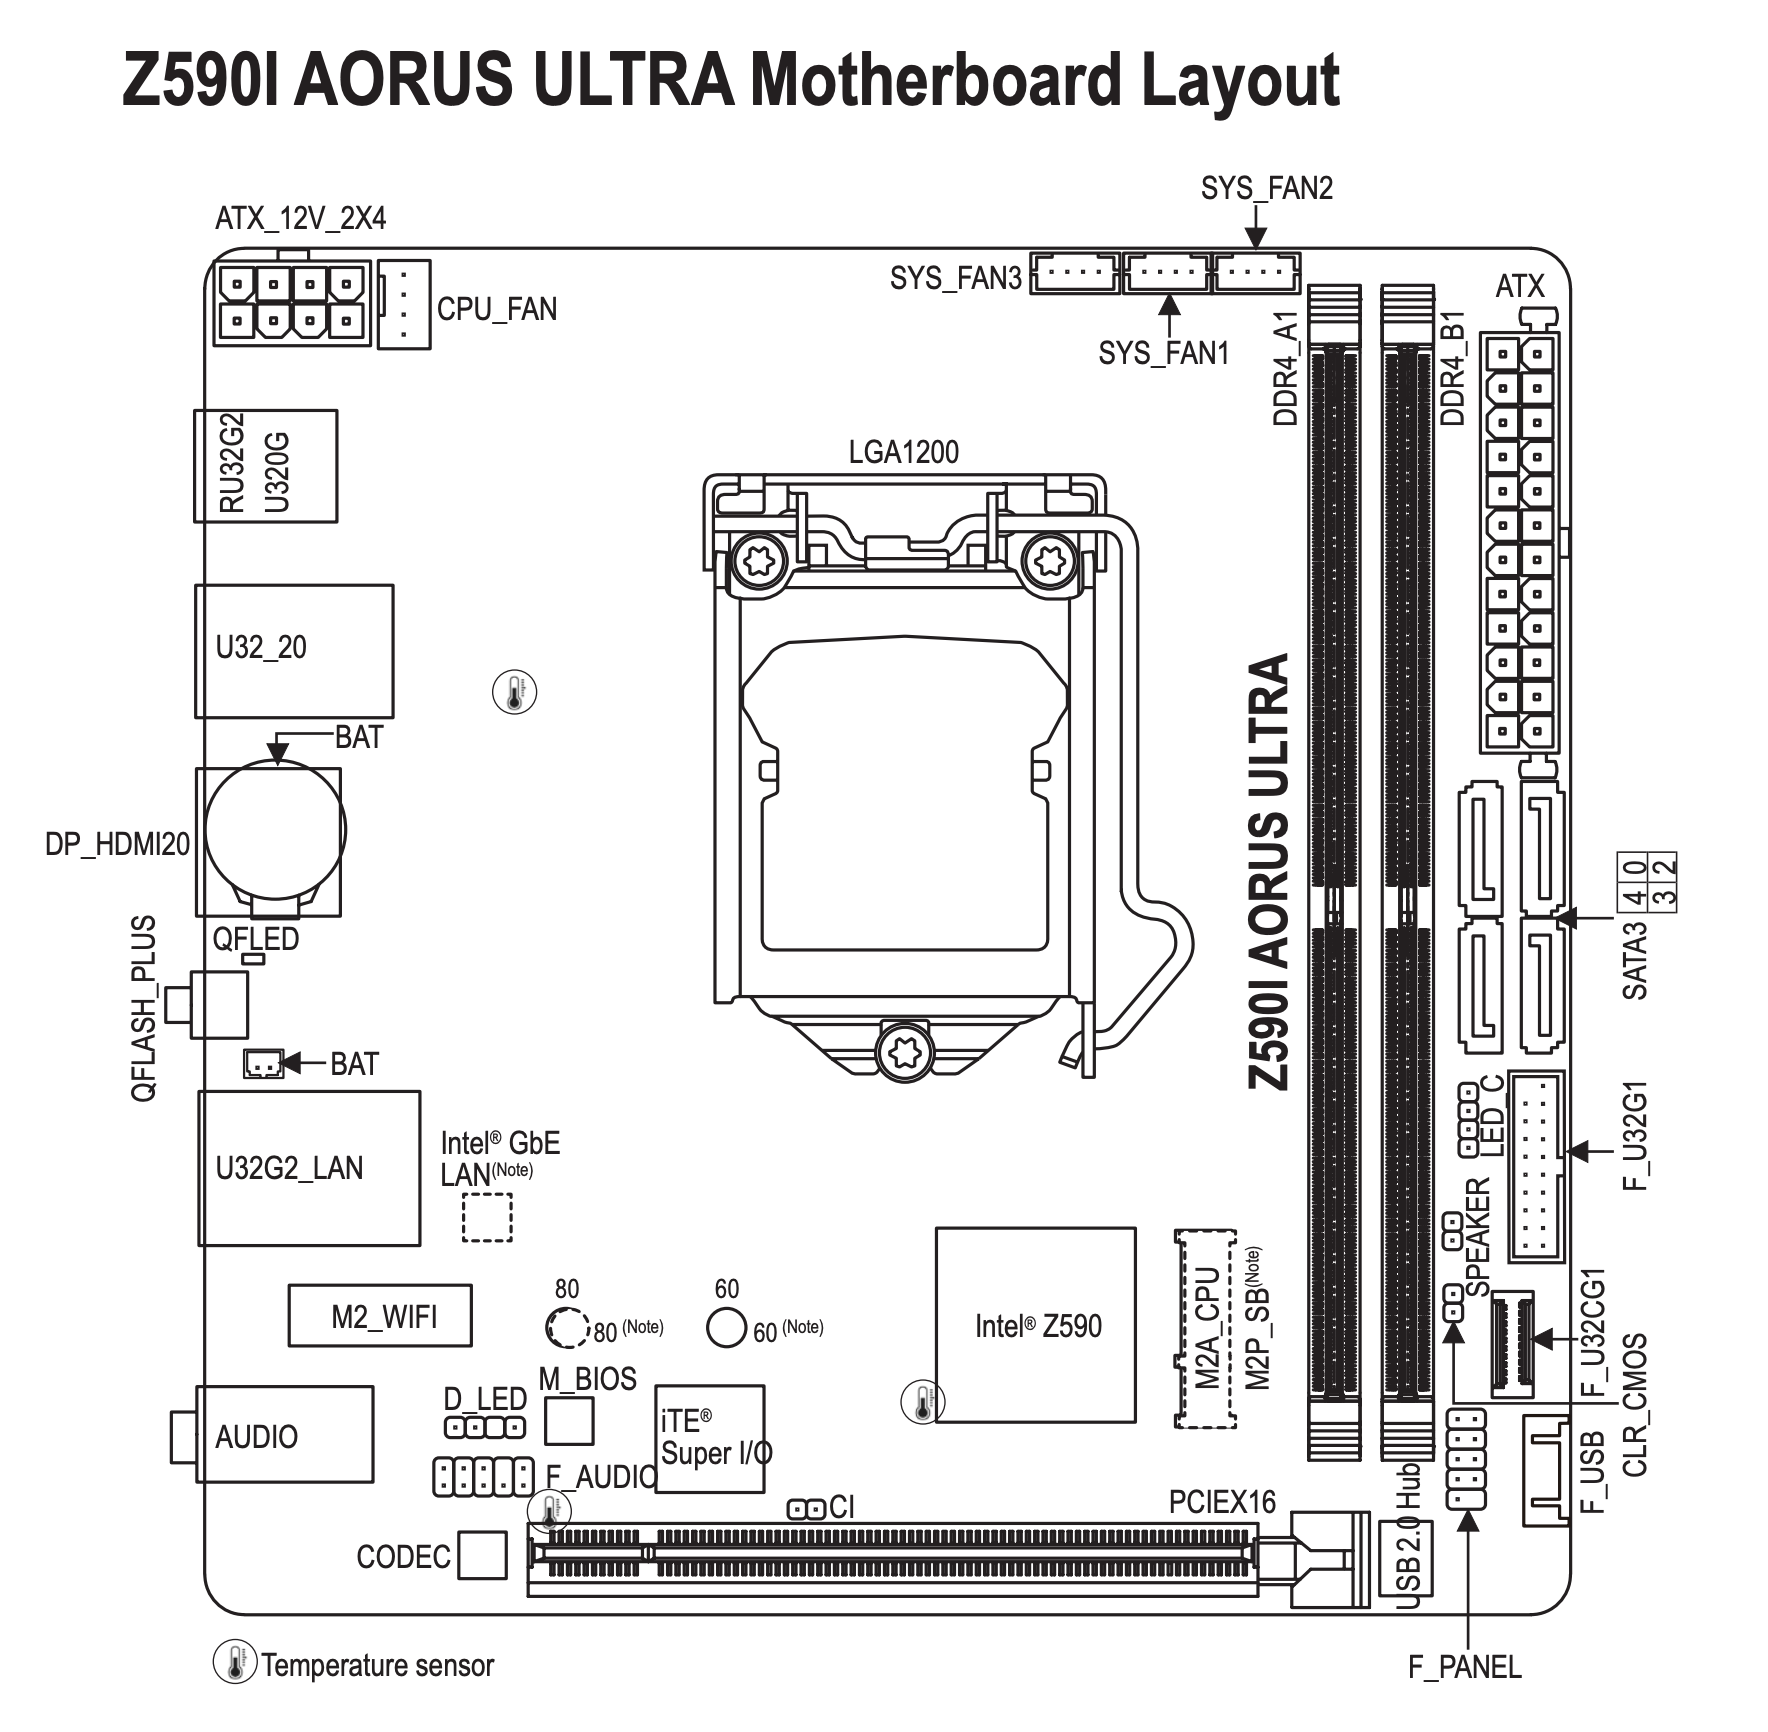 Z590I AORUS ULTRA Motherboard Layout
SYS_FAN2
ATX_12V_2X4
SYS_FAN3
ATX
CPU_FAN
SYS_FAN1
DDR4_A1
DDR4_B1
RU32G2
U320G
LGA1200
U32_20
BAT
Z590I AORUS ULTRA
DP_HDMI20
4 0
3 2
SATA3
QFLED
QFLASH_PLUS
BAT
LED_C
F_U32G1
Intel® GbE
LAN(Note)
U32G2_LAN
SPEAKER
M2_WIFI
80
80 (Note)
60
60 (Note)
Intel® Z590
M2A_CPU
M2P_SB(Note)
F_U32CG1
CLR_CMOS
M_BIOS
D_LED
iTE®
Super I/O
AUDIO
F_AUDIO
F_USB
USB 2.0 Hub
CI
PCIEX16
CODEC
Temperature sensor
F_PANEL